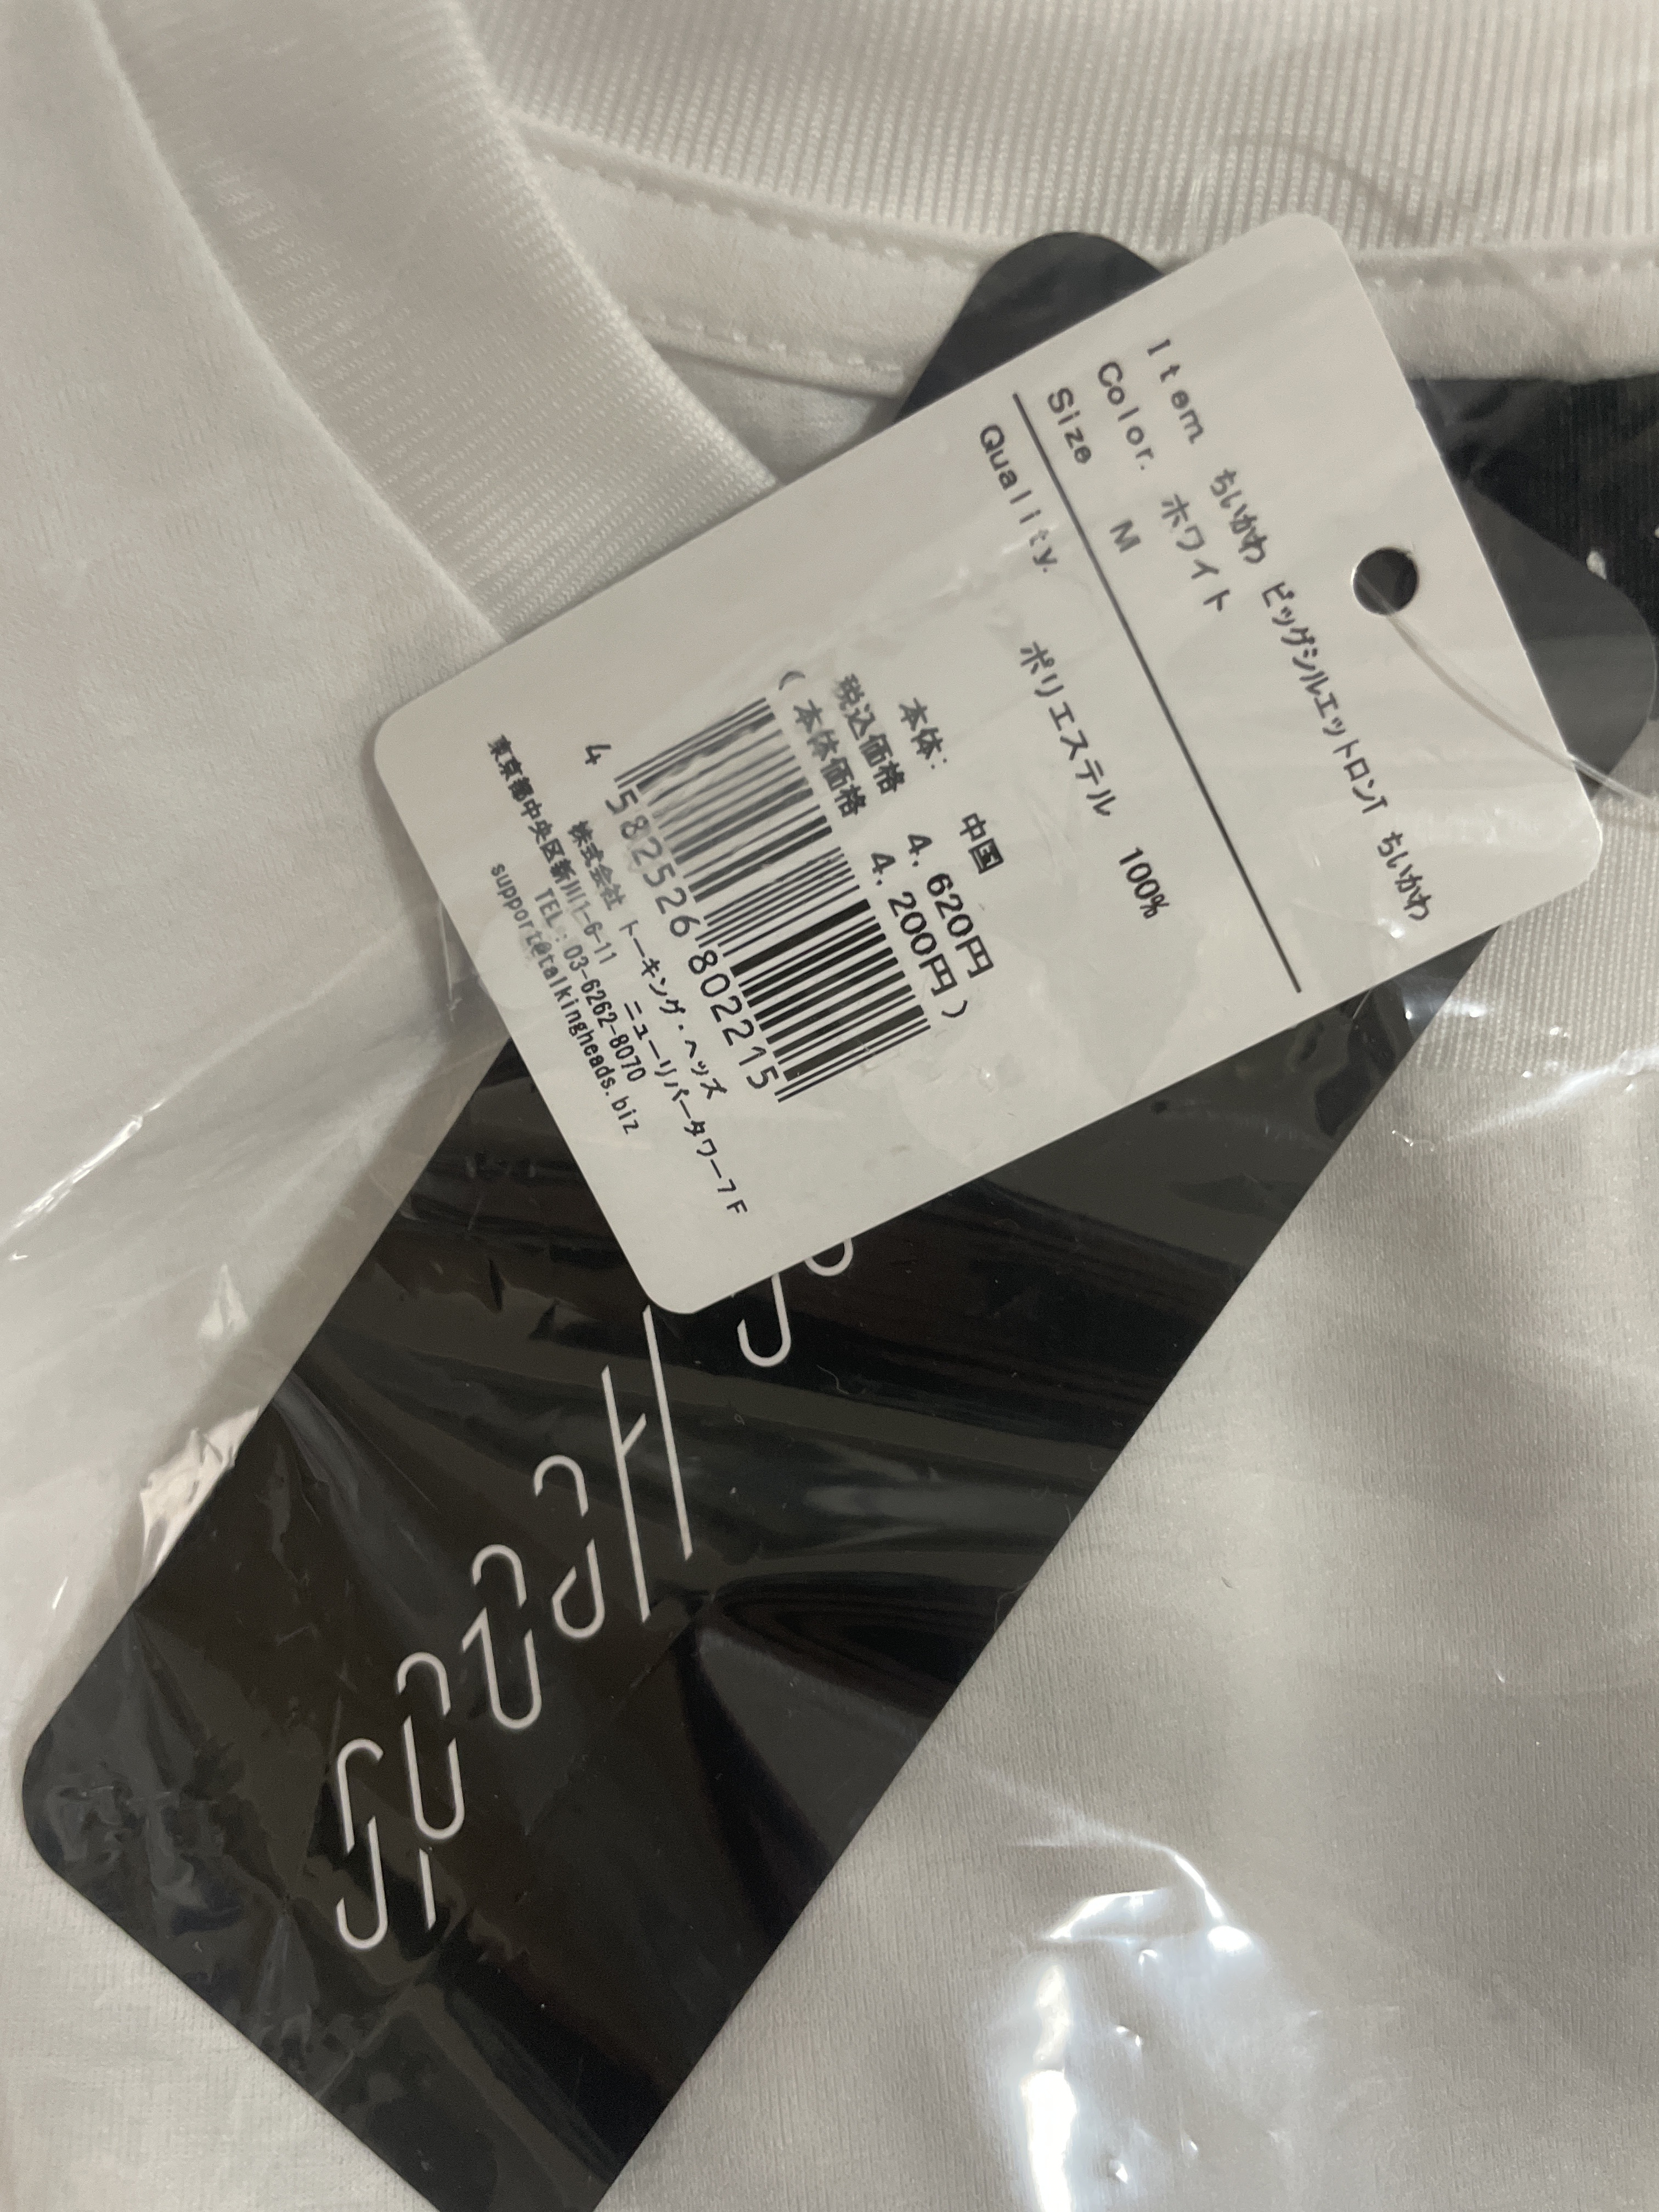 Item ちいかわ ビッグシルエットロンT ちいかわ
Color. ホワイト
Size M
Quality. ポリエステル 100%
本体: 中国
税込価格 4,620円
(本体価格 4,200円)
4 582526 802215
株式会社 トーキング・ヘッズ
東京都中央区新川1-6-11 ニューリバータワー7F
TEL:03-6262-8070
support@talkingheads.biz